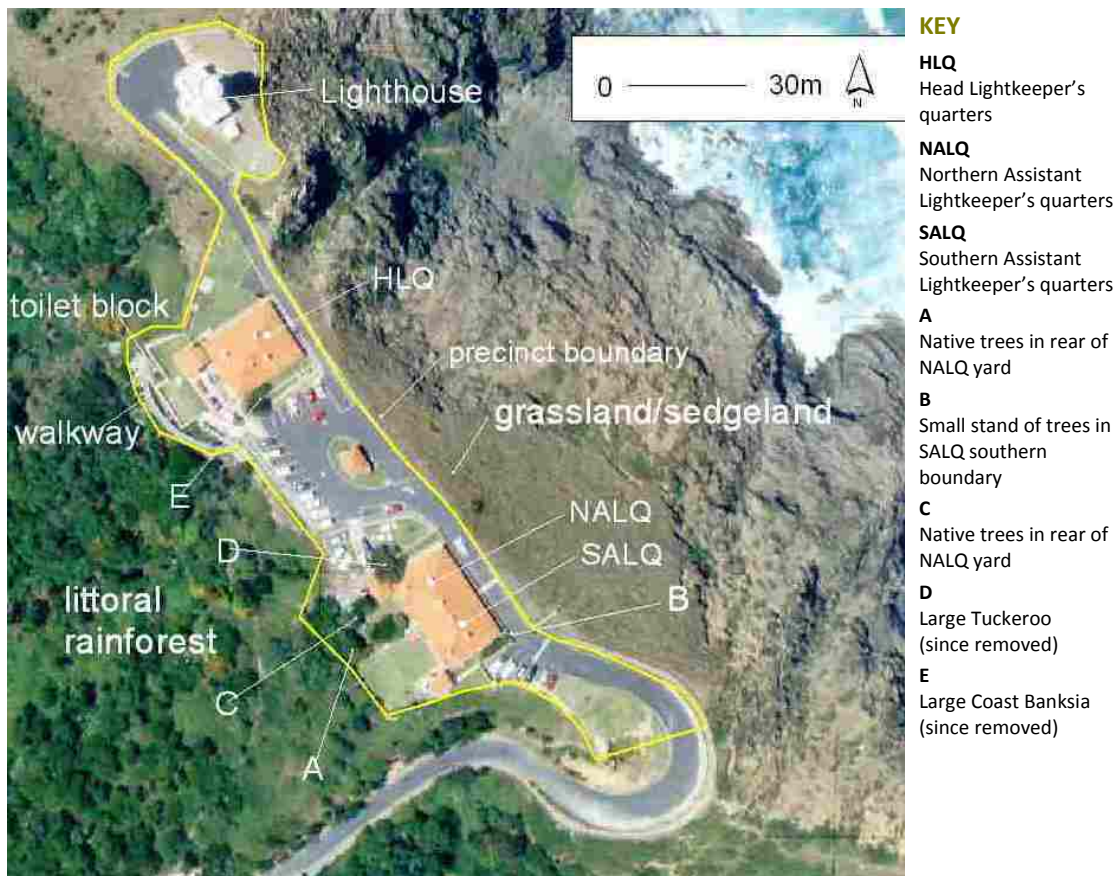 0
30m
N
Lighthouse
HLQ
toilet block
precinct boundary
walkway
grassland/sedgeland
E
NALQ
D
SALQ
B
littoral
rainforest
C
A
KEY
HLQ
Head Lightkeeper's
quarters
NALQ
Northern Assistant
Lightkeeper's quarters
SALQ
Southern Assistant
Lightkeeper's quarters
A
Native trees in rear of
NALQ yard
B
Small stand of trees in
SALQ southern
boundary
C
Native trees in rear of
NALQ yard
D
Large Tuckeroo
(since removed)
E
Large Coast Banksia
(since removed)